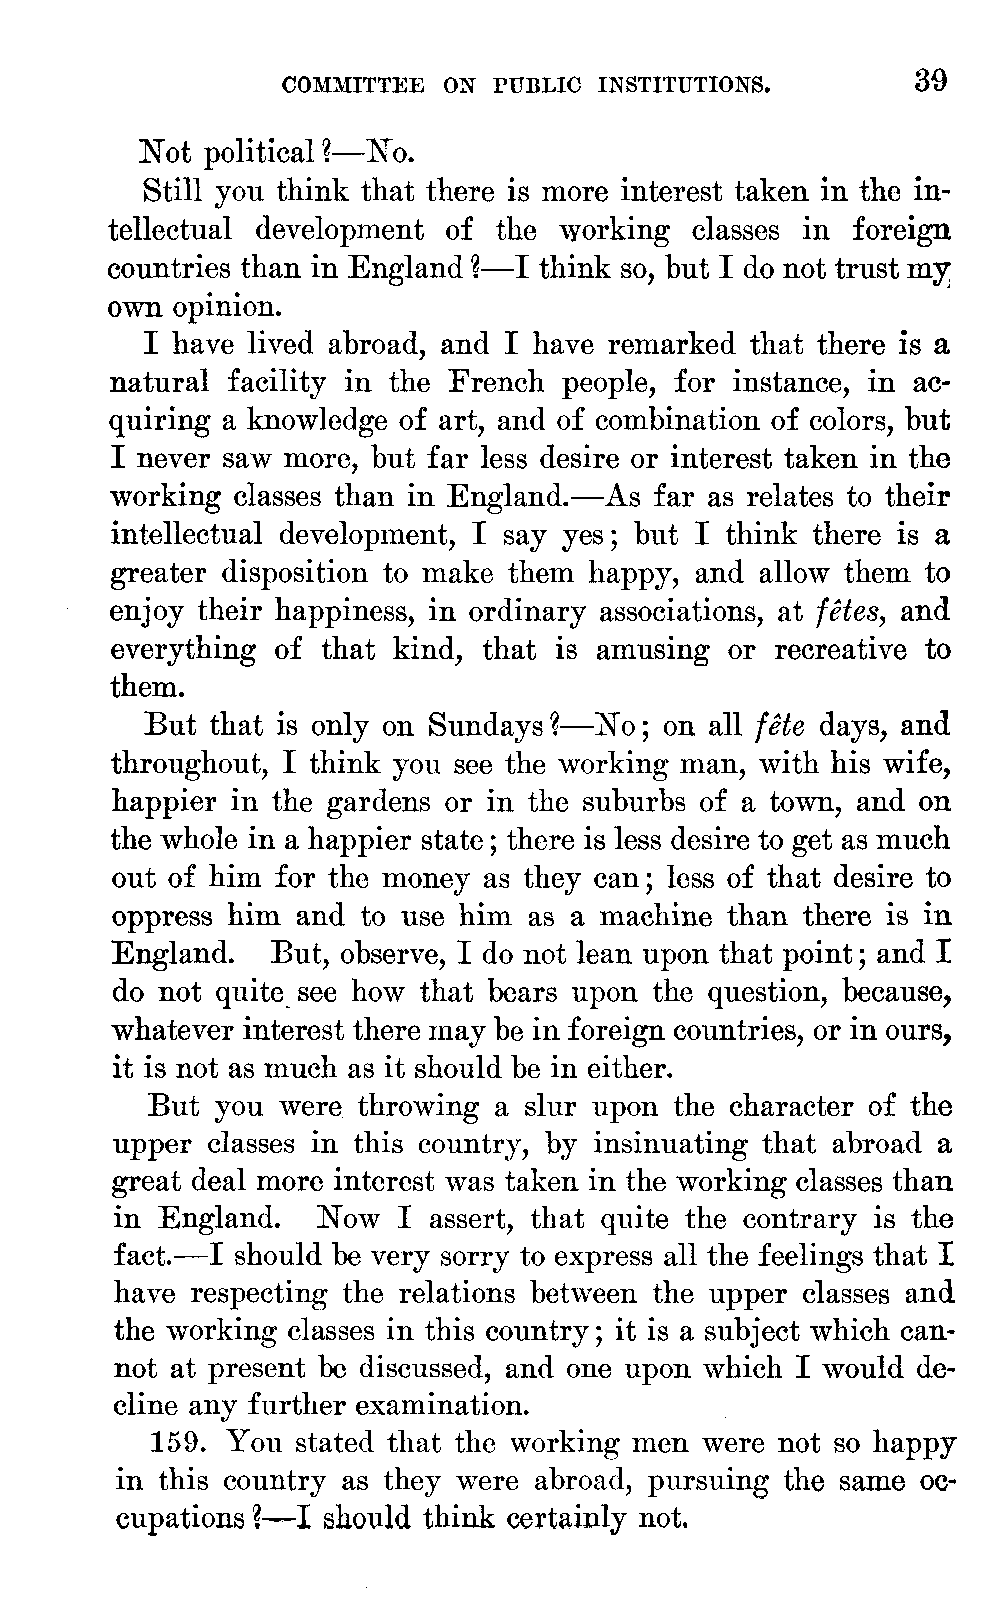 COMMITTEE ON PUBLIC INSTITUTIONS. 39
Not political?—No.
Still you think that there is more interest taken in the in-
tellectual development of the working classes in foreign
countries than in England?—I think so, but I do not trust my
own opinion.
I have lived abroad, and I have remarked that there is a
natural facility in the French people, for instance, in ac-
quiring a knowledge of art, and of combination of colors, but
I never saw more, but far less desire or interest taken in the
working classes than in England.—As far as relates to their
intellectual development, I say yes; but I think there is a
greater disposition to make them happy, and allow them to
enjoy their happiness, in ordinary associations, at fêtes, and
everything of that kind, that is amusing or recreative to
them.
But that is only on Sundays?—No; on all fête days, and
throughout, I think you see the working man, with his wife,
happier in the gardens or in the suburbs of a town, and on
the whole in a happier state; there is less desire to get as much
out of him for the money as they can; less of that desire to
oppress him and to use him as a machine than there is in
England. But, observe, I do not lean upon that point; and I
do not quite see how that bears upon the question, because,
whatever interest there may be in foreign countries, or in ours,
it is not as much as it should be in either.
But you were throwing a slur upon the character of the
upper classes in this country, by insinuating that abroad a
great deal more interest was taken in the working classes than
in England. Now I assert, that quite the contrary is the
fact.—I should be very sorry to express all the feelings that I
have respecting the relations between the upper classes and
the working classes in this country; it is a subject which can-
not at present be discussed, and one upon which I would de-
cline any further examination.
159. You stated that the working men were not so happy
in this country as they were abroad, pursuing the same oc-
cupations?—I should think certainly not.